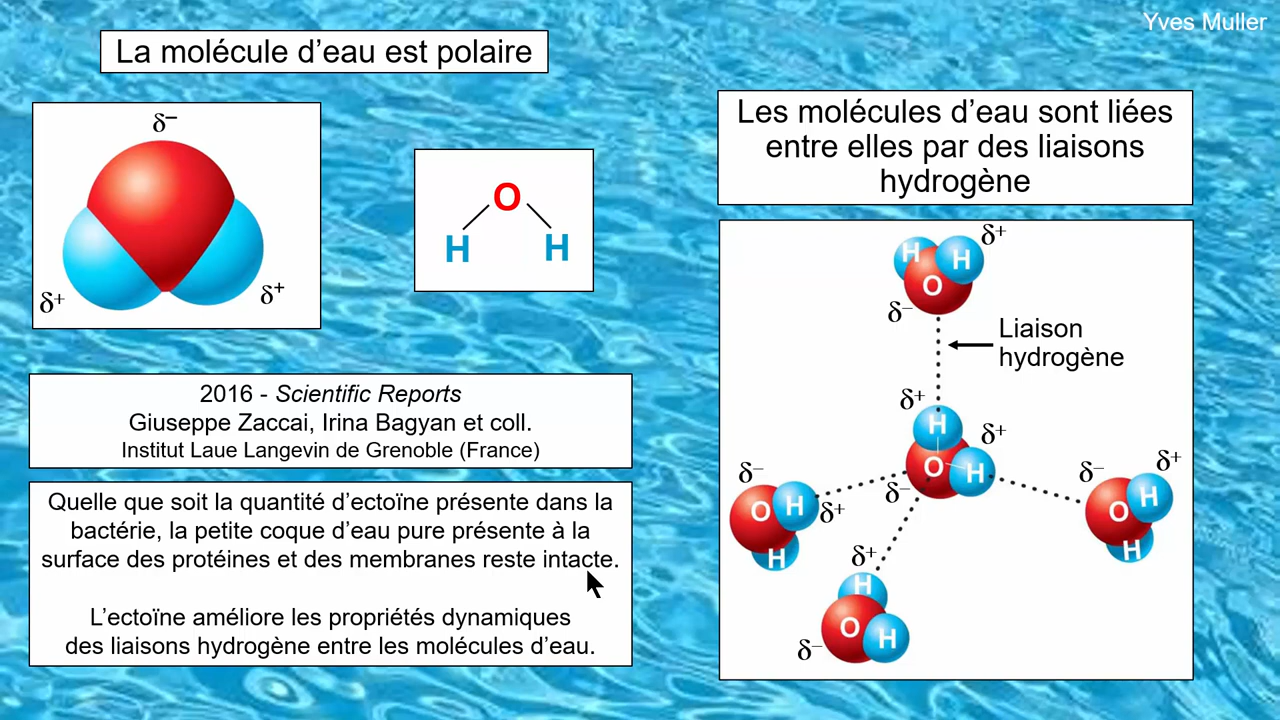 Yves Muller
La molécule d’eau est polaire
δ−
δ+
δ+
O
H H
2016 - Scientific Reports
Giuseppe Zaccai, Irina Bagyan et coll.
Institut Laue Langevin de Grenoble (France)
Quelle que soit la quantité d’ectoïne présente dans la
bactérie, la petite coque d’eau pure présente à la
surface des protéines et des membranes reste intacte.
L’ectoïne améliore les propriétés dynamiques
des liaisons hydrogène entre les molécules d’eau.
Les molécules d’eau sont liées
entre elles par des liaisons
hydrogène
δ+
H H
O
δ−
Liaison
hydrogène
δ+
H
δ+
O H
δ−
δ−
O H
δ+
H
δ−
δ+
H
O
H
δ+
H
O H
δ−